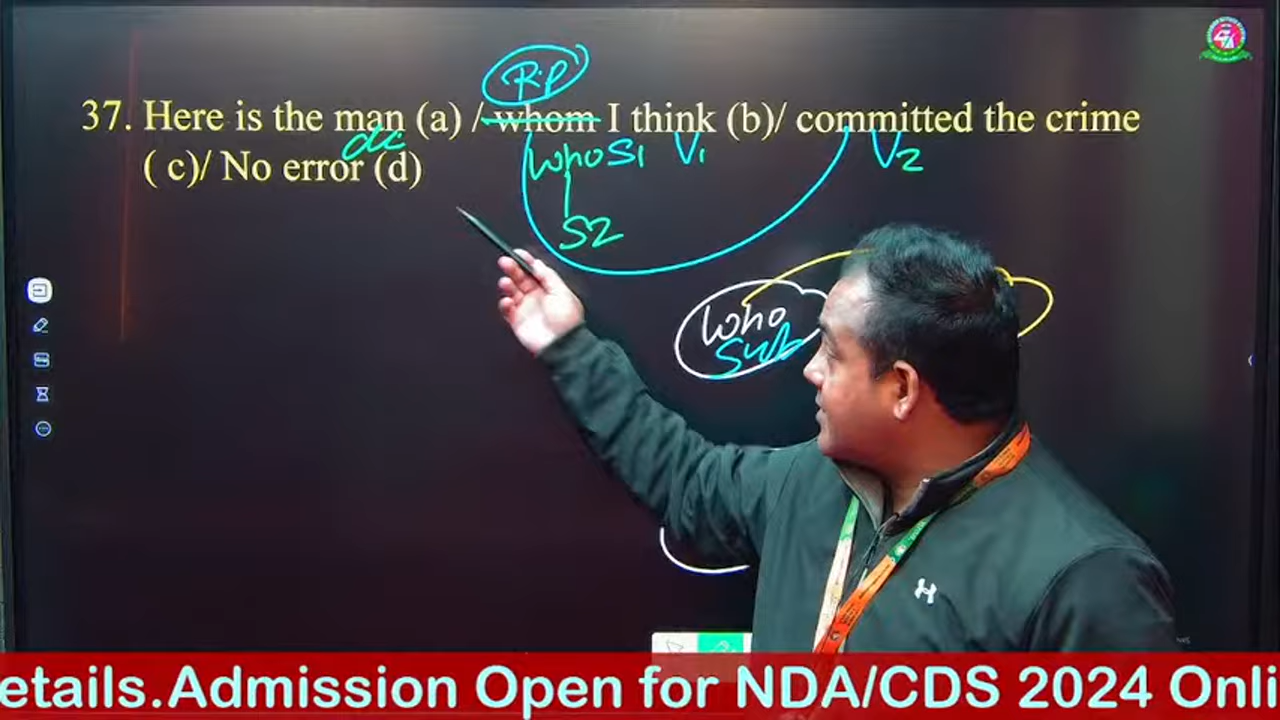 R.P
37. Here is the man (a) / whom I think (b)/ committed the crime
dc who S1 V1 V2
( c)/ No error (d)
S2
who
Sub
etails.Admission Open for NDA/CDS 2024 Onli